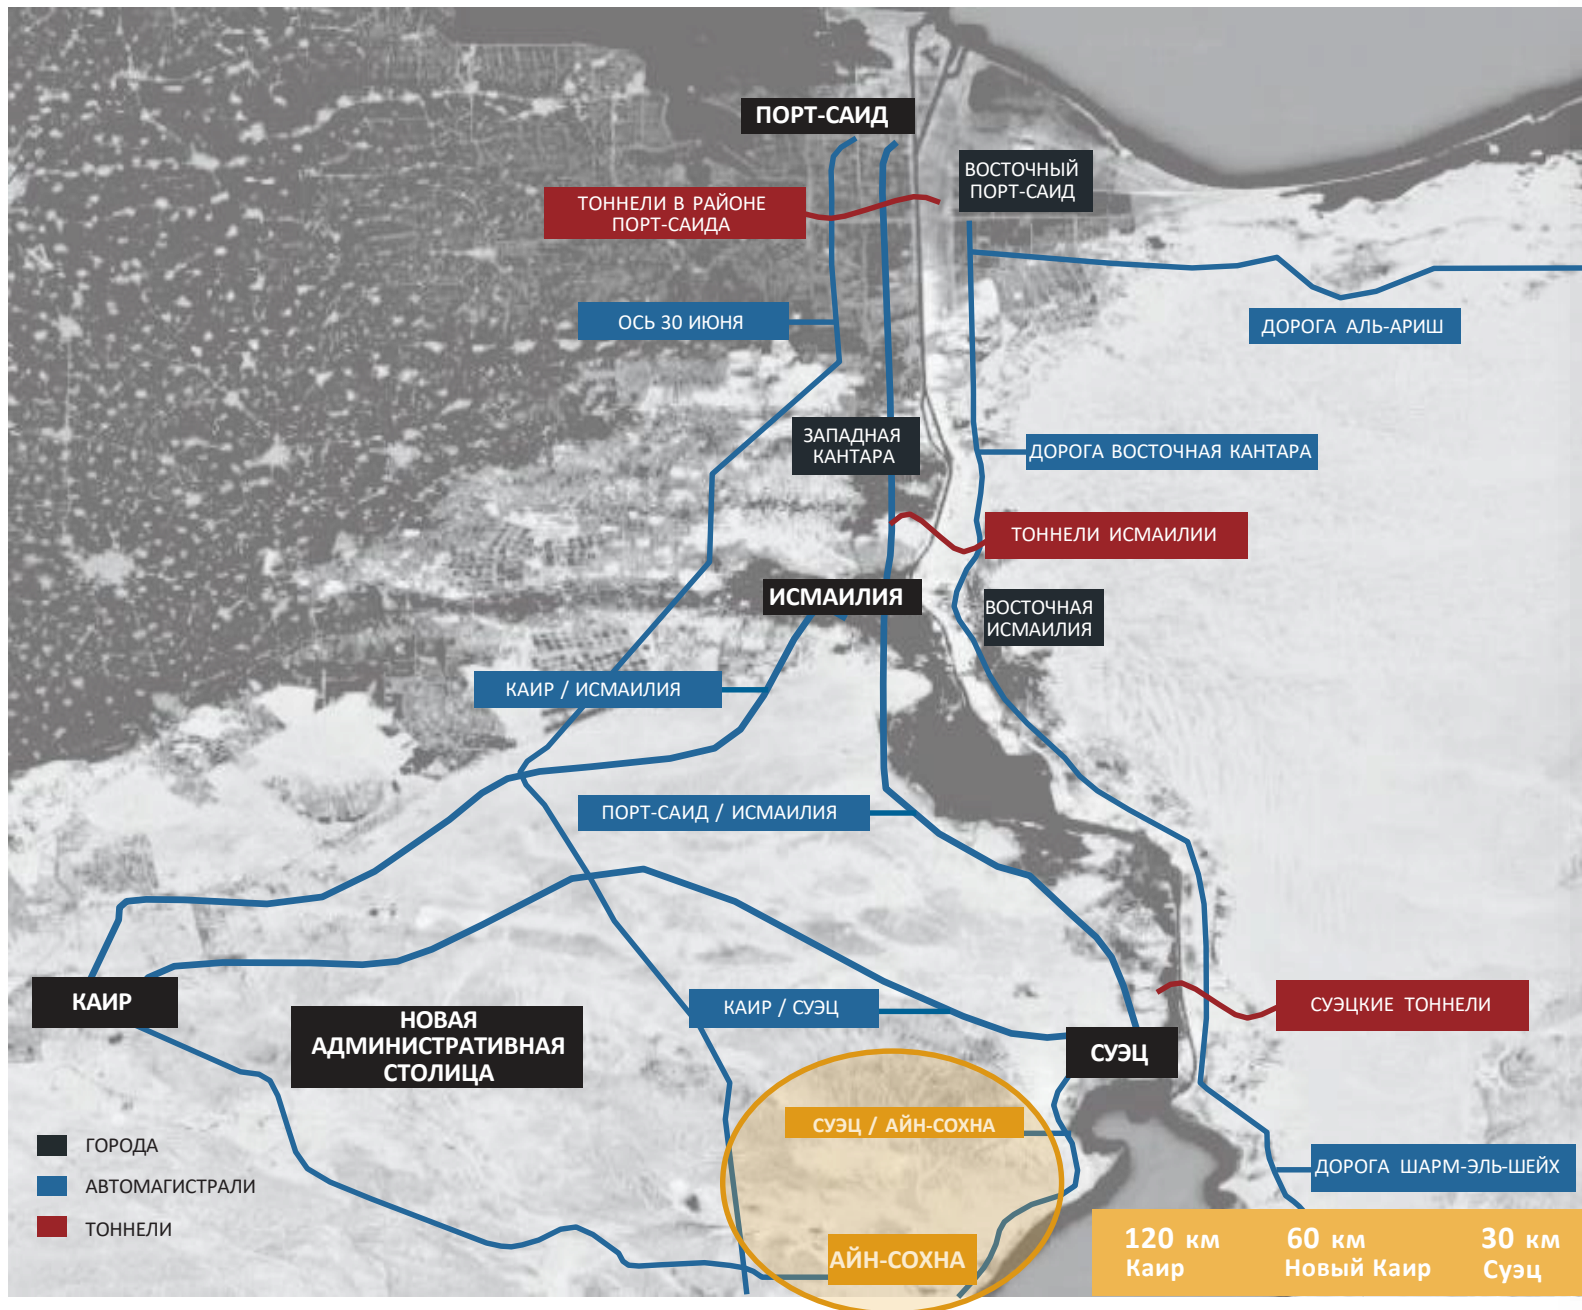 ПОРТ-САИД
ВОСТОЧНЫЙ
ПОРТ-САИД
ТОННЕЛИ В РАЙОНЕ
ПОРТ-САИДА
ОСЬ 30 ИЮНЯ
ДОРОГА АЛЬ-АРИШ
ЗАПАДНАЯ
КАНТАРА
ДОРОГА ВОСТОЧНАЯ КАНТАРА
ТОННЕЛИ ИСМАИЛИИ
ИСМАИЛИЯ
ВОСТОЧНАЯ
ИСМАИЛИЯ
КАИР / ИСМАИЛИЯ
ПОРТ-САИД / ИСМАИЛИЯ
КАИР
НОВАЯ
АДМИНИСТРАТИВНАЯ
СТОЛИЦА
КАИР / СУЭЦ
СУЭЦКИЕ ТОННЕЛИ
СУЭЦ
СУЭЦ / АЙН-СОХНА
ГОРОДА
АВТОМАГИСТРАЛИ
ТОННЕЛИ
ДОРОГА ШАРМ-ЭЛЬ-ШЕЙХ
АЙН-СОХНА
120 км
Каир
60 км
Новый Каир
30 км
Суэц